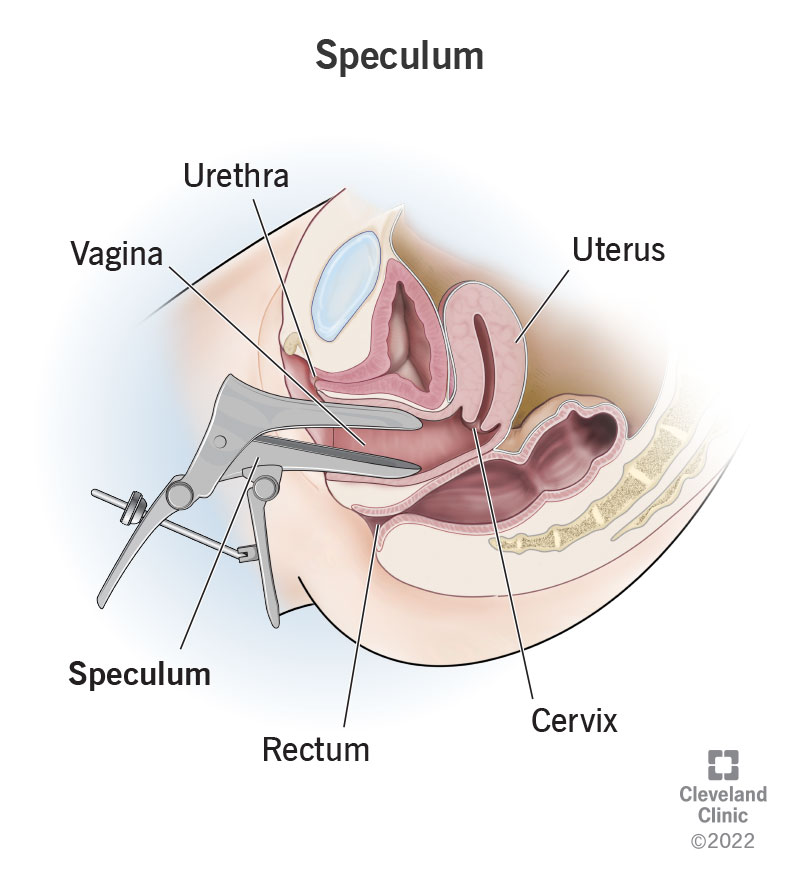 Speculum
Urethra
Vagina
Uterus
Speculum
Cervix
Rectum
Cleveland
Clinic
©2022